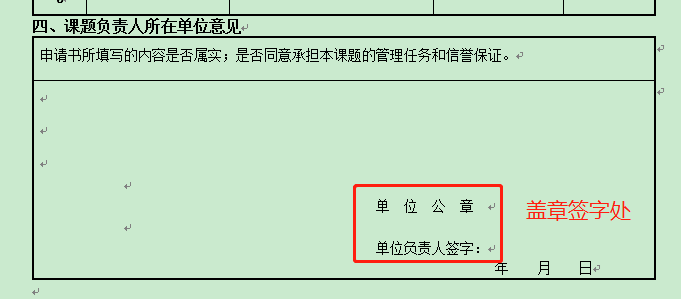 四、课题负责人所在单位意见
申请书所填写的内容是否属实；是否同意承担本课题的管理任务和信誉保证。
单 位 公 章
盖章签字处
单位负责人签字：
年 月 日